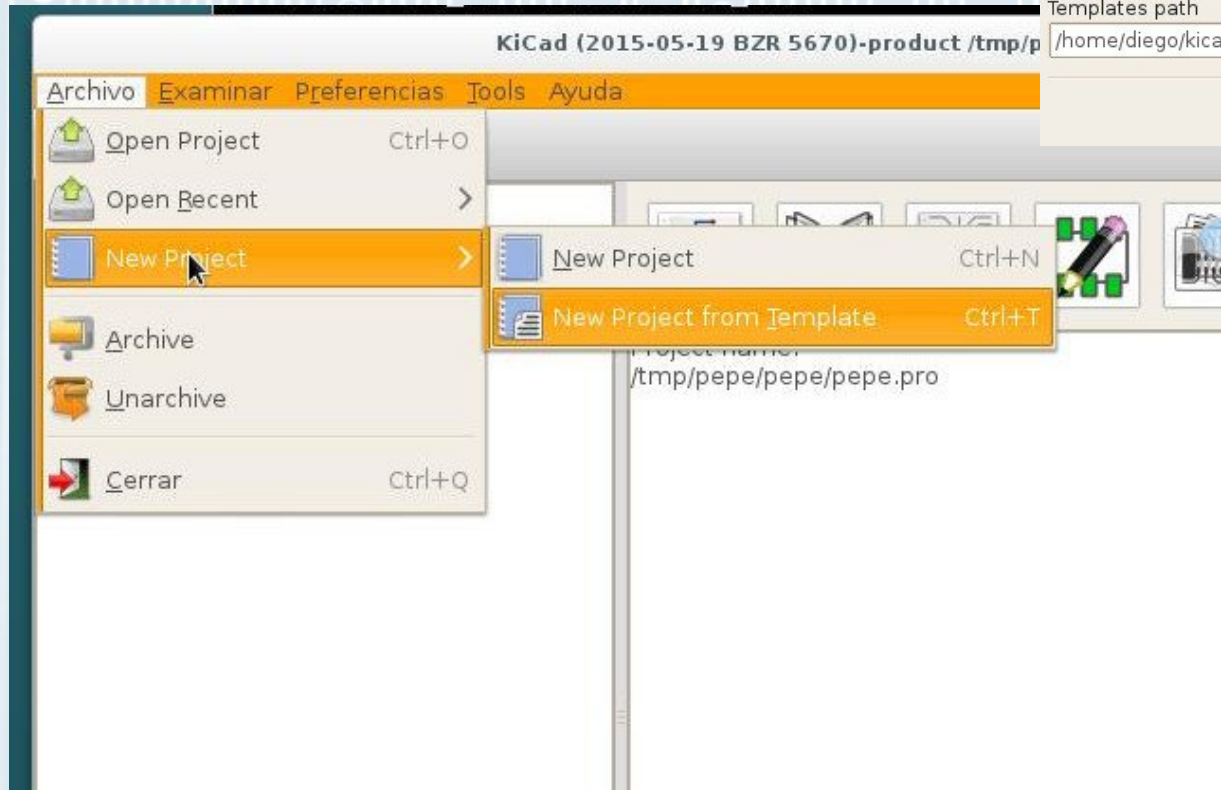 Templates path
KiCad (2015-05-19 BZR 5670)-product /tmp/p
/home/diego/kica
Archivo Examinar Preferencias Tools Ayuda
Open Project Ctrl+O
Open Recent
New Project
New Project Ctrl+N
New Project from Template Ctrl+T
Archive
Project name:
/tmp/pepe/pepe/pepe.pro
Unarchive
Cerrar Ctrl+Q